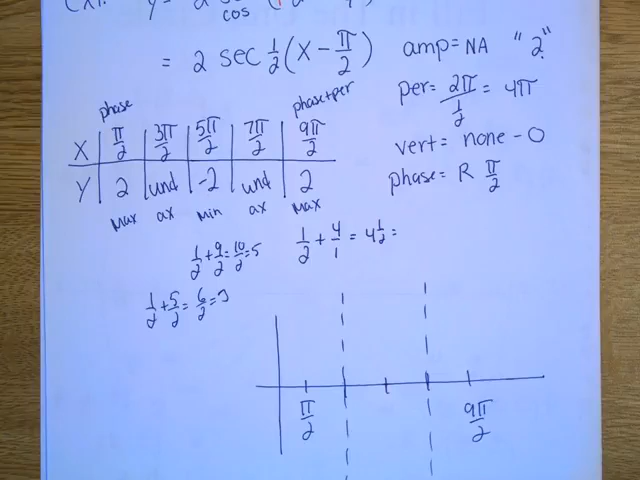 cos
= 2 sec 1/2 (x - π/2)
amp = NA "2"
per = 2π / 1/2 = 4π
vert = none - 0
phase = R π/2
phase phase+per
X π/2 3π/2 5π/2 7π/2 9π/2
Y 2 und -2 und 2
Max ax Min ax Max
1/2 + 9/2 = 10/2 = 5
1/2 + 4/1 = 4 1/2 =
1/2 + 5/2 = 6/2 = 3
π/2 9π/2